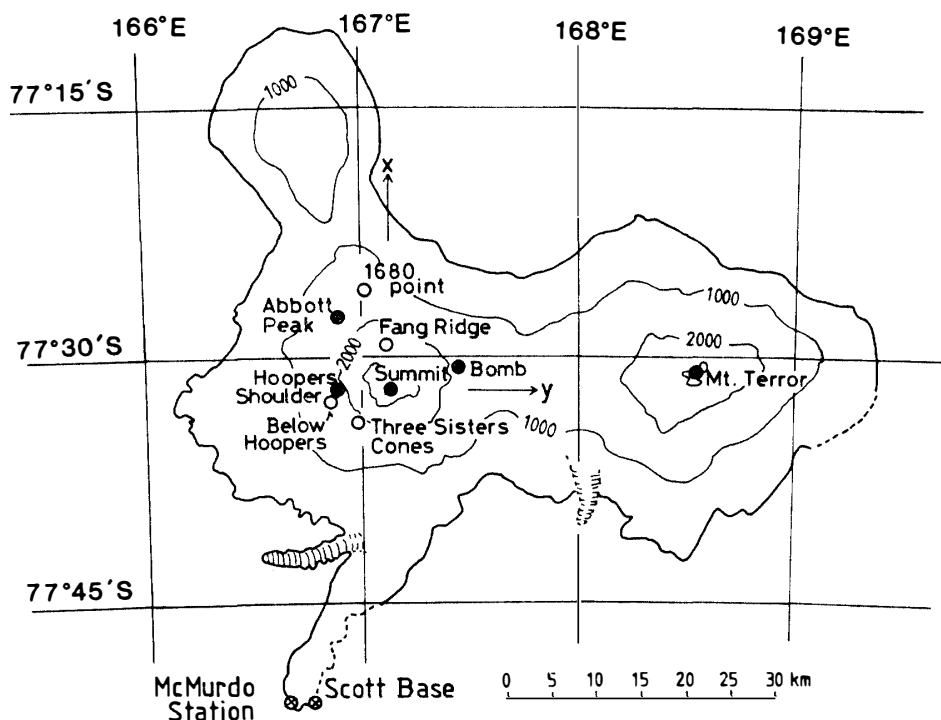 166°E 167°E 168°E 169°E
77°15′S
1000
x
1680
point
Abbott
Peak
Fang Ridge
1000
77°30′S
2000
2000
Hoopers
Shoulder
Summit
Bomb
Mt. Terror
y
Below
Hoopers
Three Sisters
Cones
1000
77°45′S
McMurdo
Station
Scott Base
0 5 10 15 20 25 30 km